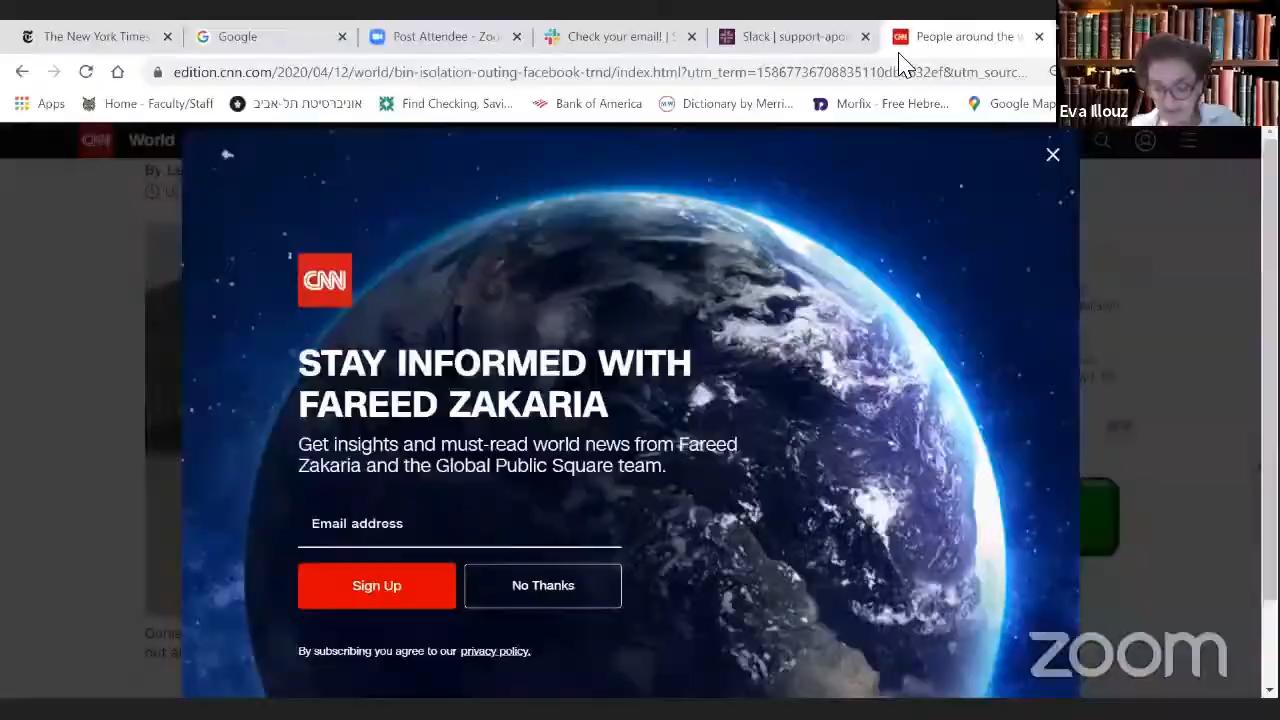 The New York Times
Google
Post Attendee - Zoo
Check your email! | S
Slack | support-apo
CNN
People around the w
edition.cnn.com/2020/04/12/world/bin-isolation-outing-facebook-trnd/index.html?utm_term=
Apps
Home - Faculty/Staff
אוניברסיטת תל-אביב
Find Checking, Savi...
Bank of America
Dictionary by Merri...
Morfix - Free Hebre...
Google Map
Eva Illouz
CNN
World
CNN
STAY INFORMED WITH
FAREED ZAKARIA
Get insights and must-read world news from Fareed
Zakaria and the Global Public Square team.
Email address
Sign Up
No Thanks
By subscribing you agree to our privacy policy.
zoom